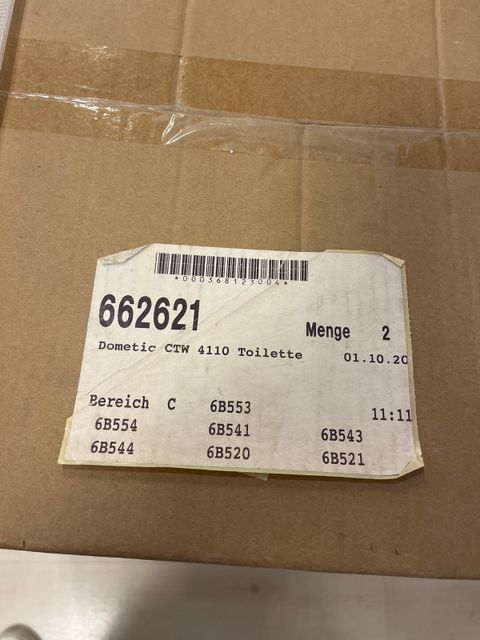 *000368123004*
662621 Menge 2
Dometic CTW 4110 Toilette 01.10.20
Bereich C 6B553 11:11
6B554 6B541 6B543
6B544 6B520 6B521